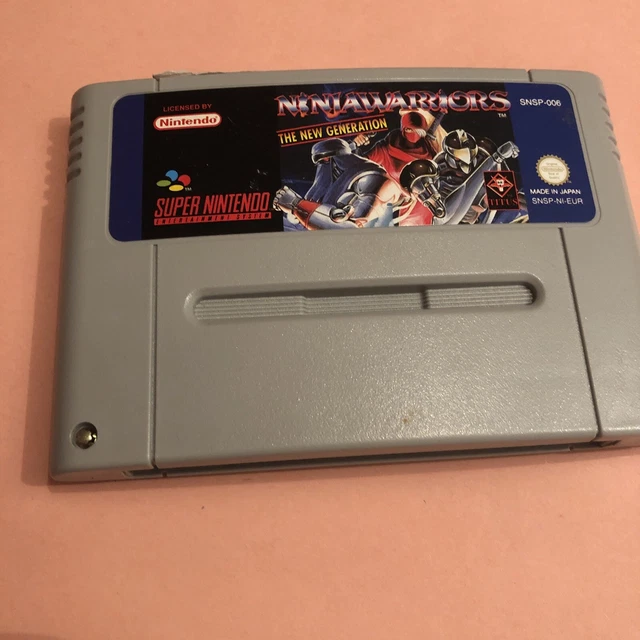 LICENSED BY
Nintendo
NINJAWARRIORS
TM
THE NEW GENERATION
SUPER NINTENDO
ENTERTAINMENT SYSTEM
TITUS
SNSP-006
MADE IN JAPAN
SNSP-NI-EUR